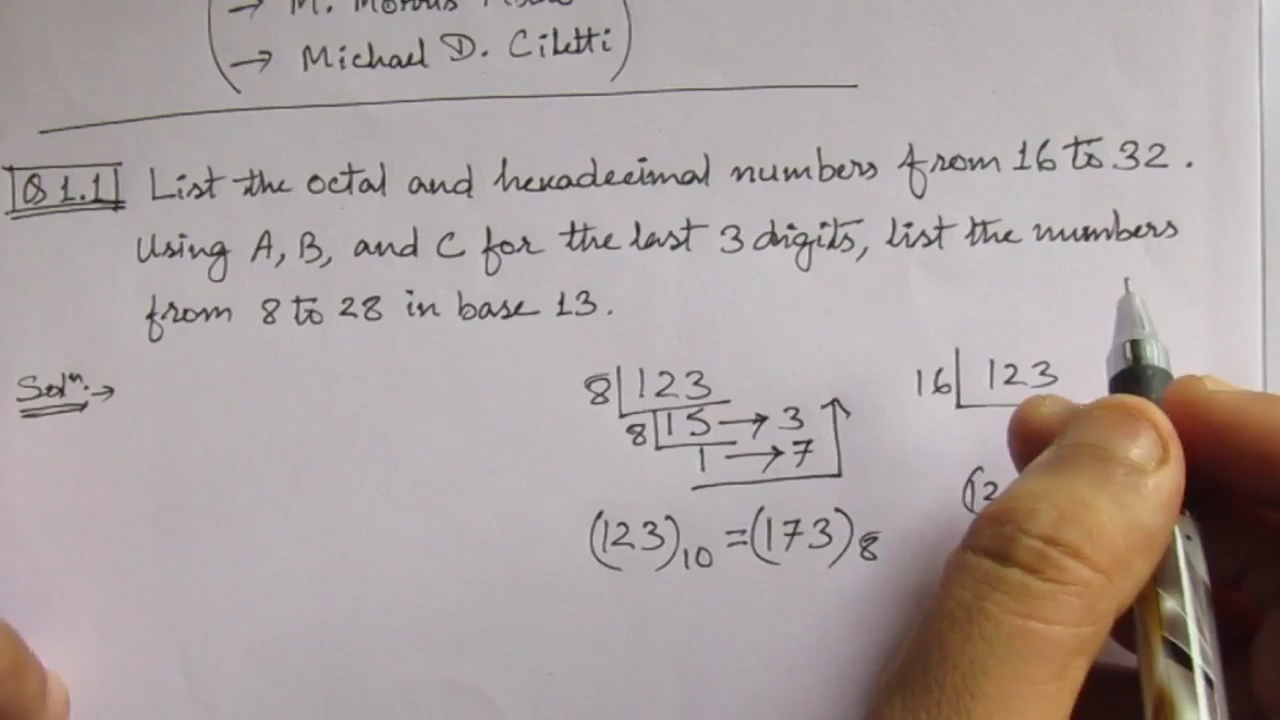 → M.
(→ Michael D. Ciletti)
Q 1.1 List the octal and hexadecimal numbers from 16 to 32.
Using A, B, and C for the last 3 digits, list the numbers
from 8 to 28 in base 13.
Solⁿ.→
8|123
8|15→3
1→7
(123)₁₀=(173)₈
16|123
(12